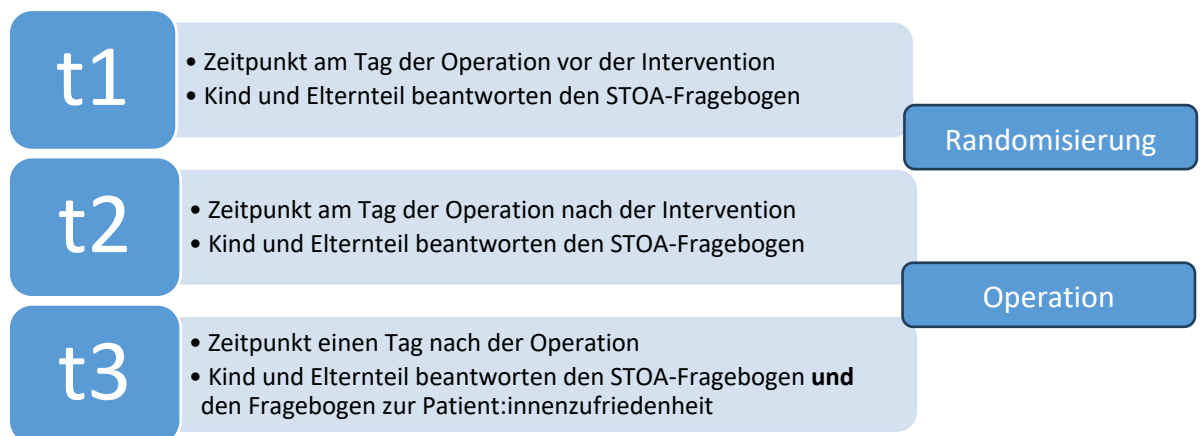 t1
• Zeitpunkt am Tag der Operation vor der Intervention
• Kind und Elternteil beantworten den STOA-Fragebogen
Randomisierung
t2
• Zeitpunkt am Tag der Operation nach der Intervention
• Kind und Elternteil beantworten den STOA-Fragebogen
Operation
t3
• Zeitpunkt einen Tag nach der Operation
• Kind und Elternteil beantworten den STOA-Fragebogen und
den Fragebogen zur Patient:innenzufriedenheit